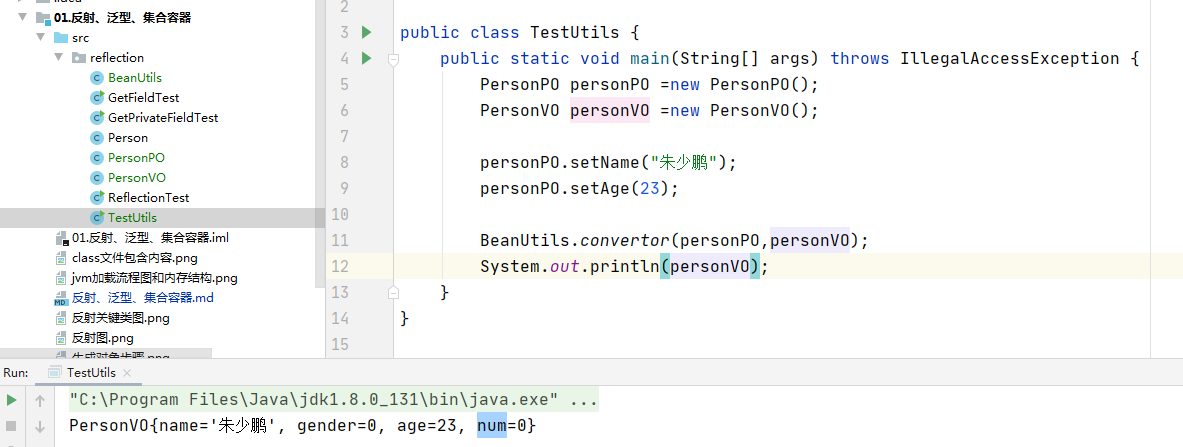 01.反射、泛型、集合容器
src
reflection
BeanUtils
GetFieldTest
GetPrivateFieldTest
Person
PersonPO
PersonVO
ReflectionTest
TestUtils
01.反射、泛型、集合容器.iml
class文件包含内容.png
jvm加载流程图和内存结构.png
反射、泛型、集合容器.md
反射关键类图.png
反射图.png
2
3 public class TestUtils {
4 public static void main(String[] args) throws IllegalAccessException {
5 PersonPO personPO =new PersonPO();
6 PersonVO personVO =new PersonVO();
7
8 personPO.setName("朱少鹏");
9 personPO.setAge(23);
10
11 BeanUtils.convertor(personPO,personVO);
12 System.out.println(personVO);
13 }
14 }
15
Run: TestUtils ×
"C:\Program Files\Java\jdk1.8.0_131\bin\java.exe" ...
PersonVO{name='朱少鹏', gender=0, age=23, num=0}